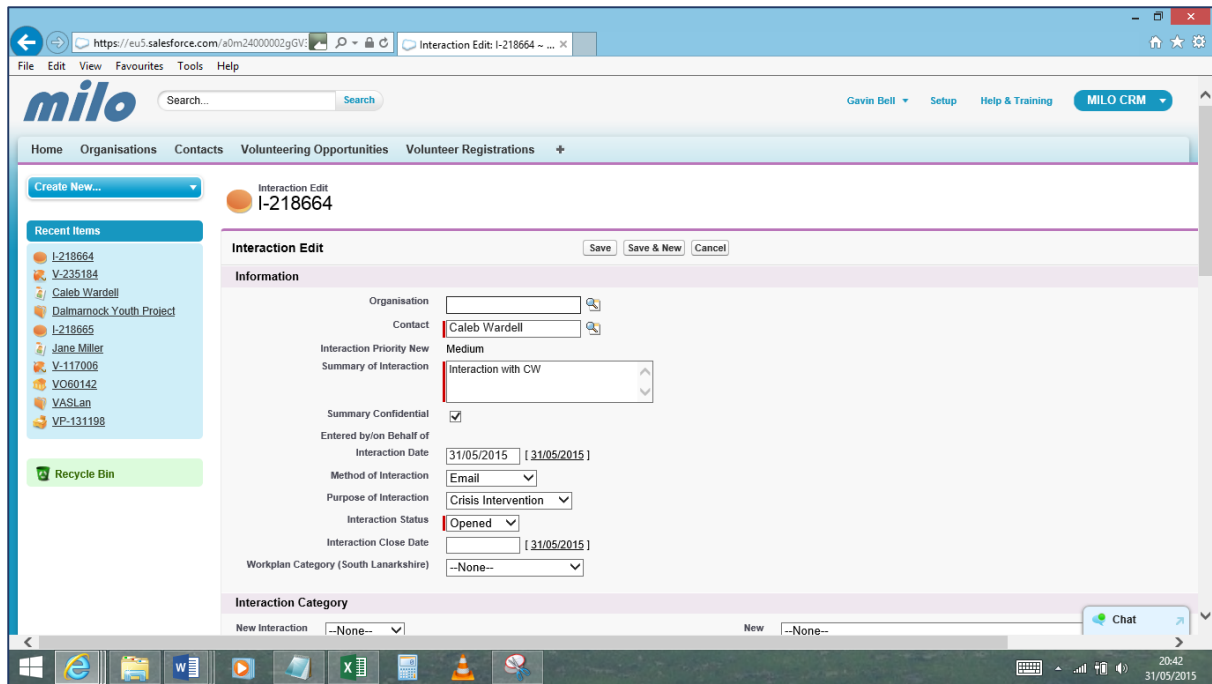 https://eu5.salesforce.com/a0m24000002gGV3
Interaction Edit: I-218664 ~ ...
File Edit View Favourites Tools Help
milo
Search...
Search
Gavin Bell
Setup
Help & Training
MILO CRM
Home Organisations Contacts Volunteering Opportunities Volunteer Registrations +
Create New...
Interaction Edit
I-218664
Recent Items
I-218664
V-235184
Caleb Wardell
Dalmarnock Youth Project
I-218665
Jane Miller
V-117006
VO60142
VASLan
VP-131198
Recycle Bin
Interaction Edit
Save
Save & New
Cancel
Information
Organisation
Contact Caleb Wardell
Interaction Priority New Medium
Summary of Interaction Interaction with CW
Summary Confidential
Entered by/on Behalf of
Interaction Date 31/05/2015 [ 31/05/2015 ]
Method of Interaction Email
Purpose of Interaction Crisis Intervention
Interaction Status Opened
Interaction Close Date [ 31/05/2015 ]
Workplan Category (South Lanarkshire) --None--
Interaction Category
New Interaction --None-- New --None--
Chat
20:42
31/05/2015